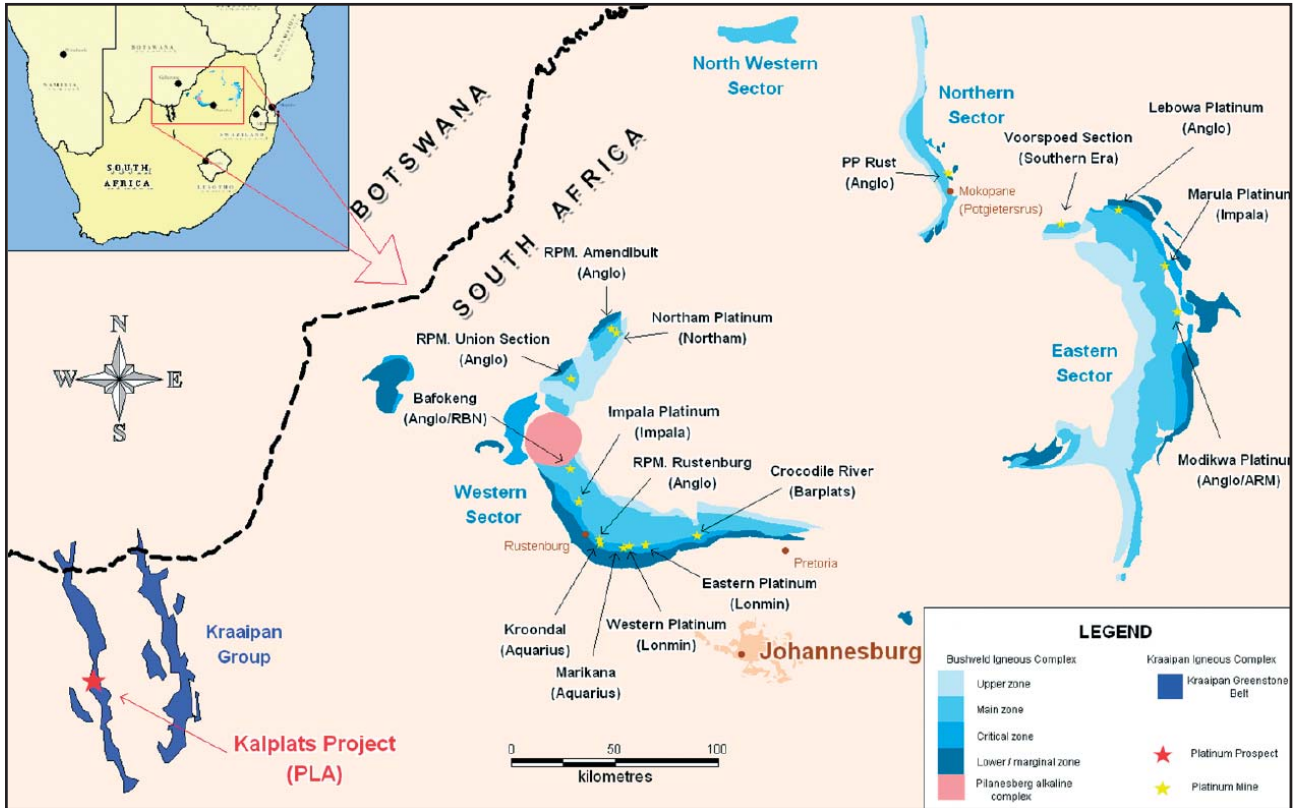 NAMIBIA
BOTSWANA
SOUTH
AFRICA
SWAZILAND
LESOTHO
BOTSWANA
SOUTH AFRICA
N
W
E
S
North Western
Sector
Northern
Sector
PP Rust
(Anglo)
Mokopane
(Potgietersrus)
Voorspoed Section
(Southern Era)
Lebowa Platinum
(Anglo)
Marula Platinum
(Impala)
Eastern
Sector
Modikwa Platinum
(Anglo/ARM)
RPM. Amendibult
(Anglo)
Northam Platinum
(Northam)
RPM. Union Section
(Anglo)
Bafokeng
(Anglo/RBN)
Impala Platinum
(Impala)
RPM. Rustenburg
(Anglo)
Crocodile River
(Barplats)
Western
Sector
Rustenburg
Pretoria
Eastern Platinum
(Lonmin)
Western Platinum
(Lonmin)
Kroondal
(Aquarius)
Marikana
(Aquarius)
Johannesburg
Kraaipan
Group
Kalplats Project
(PLA)
0 50 100
kilometres
LEGEND
Bushveld Igneous Complex
Upper zone
Main zone
Critical zone
Lower / marginal zone
Pilanesberg alkaline
complex
Kraaipan Igneous Complex
Kraaipan Greenstone
Belt
Platinum Prospect
Platinum Mine